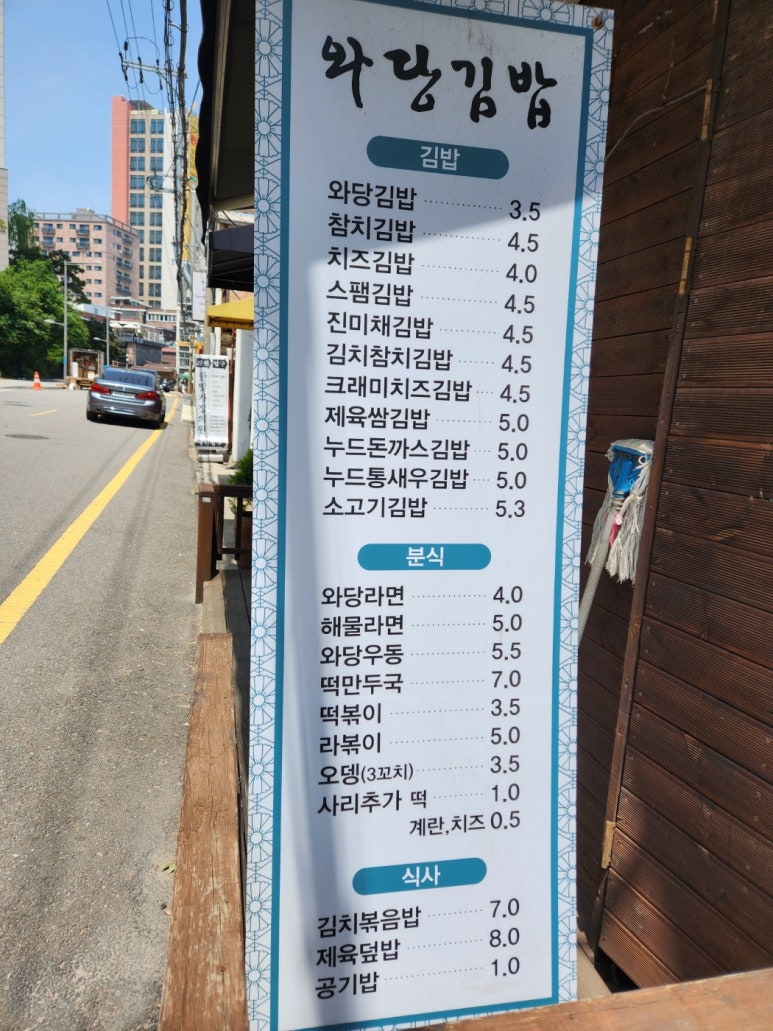 와당김밥
김밥
와당김밥 3.5
참치김밥 4.5
치즈김밥 4.0
스팸김밥 4.5
진미채김밥 4.5
김치참치김밥 4.5
크래미치즈김밥 4.5
제육쌈김밥 5.0
누드돈까스김밥 5.0
누드통새우김밥 5.0
소고기김밥 5.3
분식
와당라면 4.0
해물라면 5.0
와당우동 5.5
떡만두국 7.0
떡볶이 3.5
라볶이 5.0
오뎅(3꼬치) 3.5
사리추가 떡 1.0
계란,치즈 0.5
식사
김치볶음밥 7.0
제육덮밥 8.0
공기밥 1.0